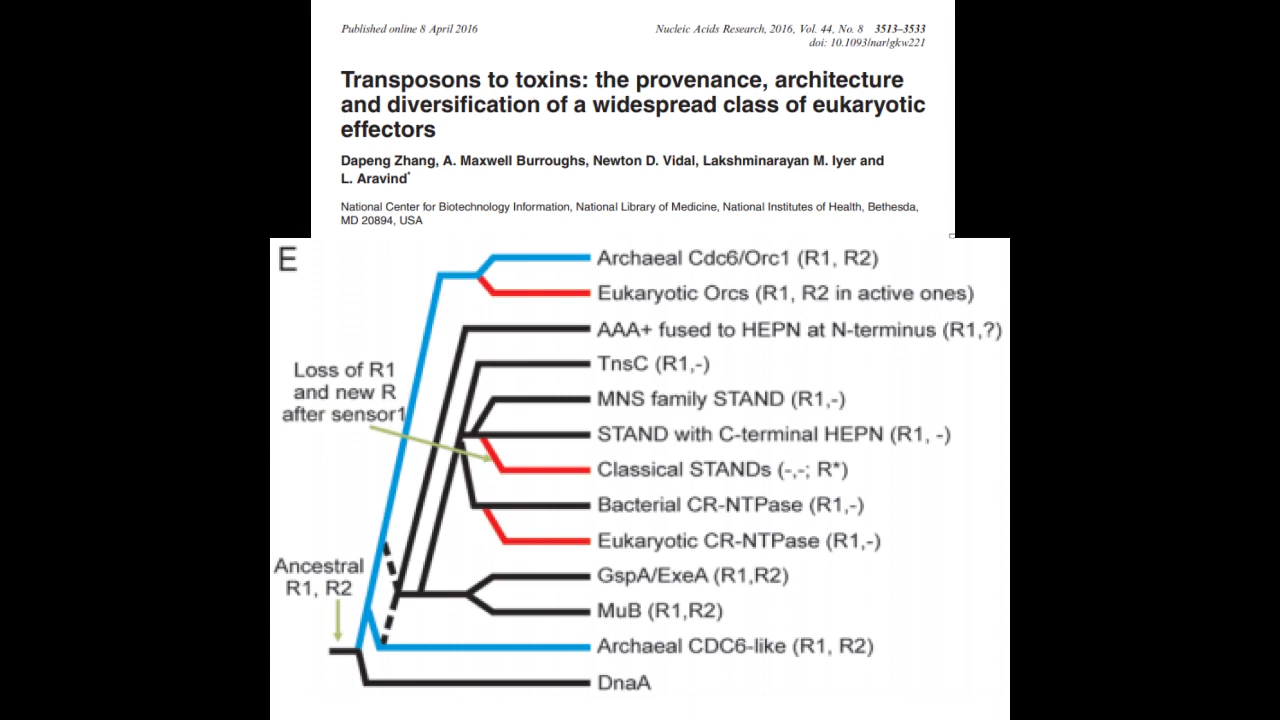 Published online 8 April 2016
Nucleic Acids Research, 2016, Vol. 44, No. 8 3513–3533
doi: 10.1093/nar/gkw221
Transposons to toxins: the provenance, architecture
and diversification of a widespread class of eukaryotic
effectors
Dapeng Zhang, A. Maxwell Burroughs, Newton D. Vidal, Lakshminarayan M. Iyer and
L. Aravind*
National Center for Biotechnology Information, National Library of Medicine, National Institutes of Health, Bethesda,
MD 20894, USA
E
Archaeal Cdc6/Orc1 (R1, R2)
Eukaryotic Orcs (R1, R2 in active ones)
AAA+ fused to HEPN at N-terminus (R1,?)
TnsC (R1,-)
Loss of R1
and new R
after sensor1
MNS family STAND (R1,-)
STAND with C-terminal HEPN (R1, -)
Classical STANDs (-,-; R*)
Bacterial CR-NTPase (R1,-)
Eukaryotic CR-NTPase (R1,-)
Ancestral
R1, R2
GspA/ExeA (R1,R2)
MuB (R1,R2)
Archaeal CDC6-like (R1, R2)
DnaA